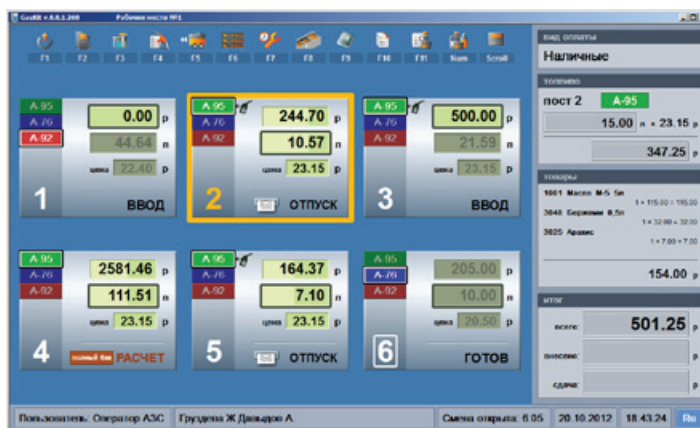 GasKit v.8.0.1.260 Рабочее место №1
F1 F2 F3 F4 F5 F6 F7 F8 F9 F10 F11 Num Scroll
А-95
А-76
А-92
0.00 р
44.64 л
цена 22.40 р
1 ВВОД
А-95
А-76
А-92
244.70 р
10.57 л
цена 23.15 р
2 ОТПУСК
А-95
А-76
А-92
500.00 р
21.59 л
цена 23.15 р
3 ВВОД
А-95
А-76
А-92
2581.46 р
111.51 л
цена 23.15 р
4 полный бак РАСЧЕТ
А-95
А-76
А-92
164.37 р
7.10 л
цена 23.15 р
5 ОТПУСК
А-95
А-76
А-92
205.00 р
10.00 л
цена 20.50 р
6 ГОТОВ
вид оплаты
Наличные
топливо
пост 2 А-95
15.00 л × 23.15 р
347.25 р
товары
1001 Масло М-5 5л
1 × 115.00 = 115.00
3048 Боржоми 0,5л
1 × 32.00 = 32.00
3025 Арахис
1 × 7.00 = 7.00
154.00 р
итог
всего: 501.25 р
внесено: р
сдача: р
Пользователь: Оператор АЗС Груздева Ж Давыдов А. Смена открыта: 6.05 20.10.2012 18.43.24 Ru